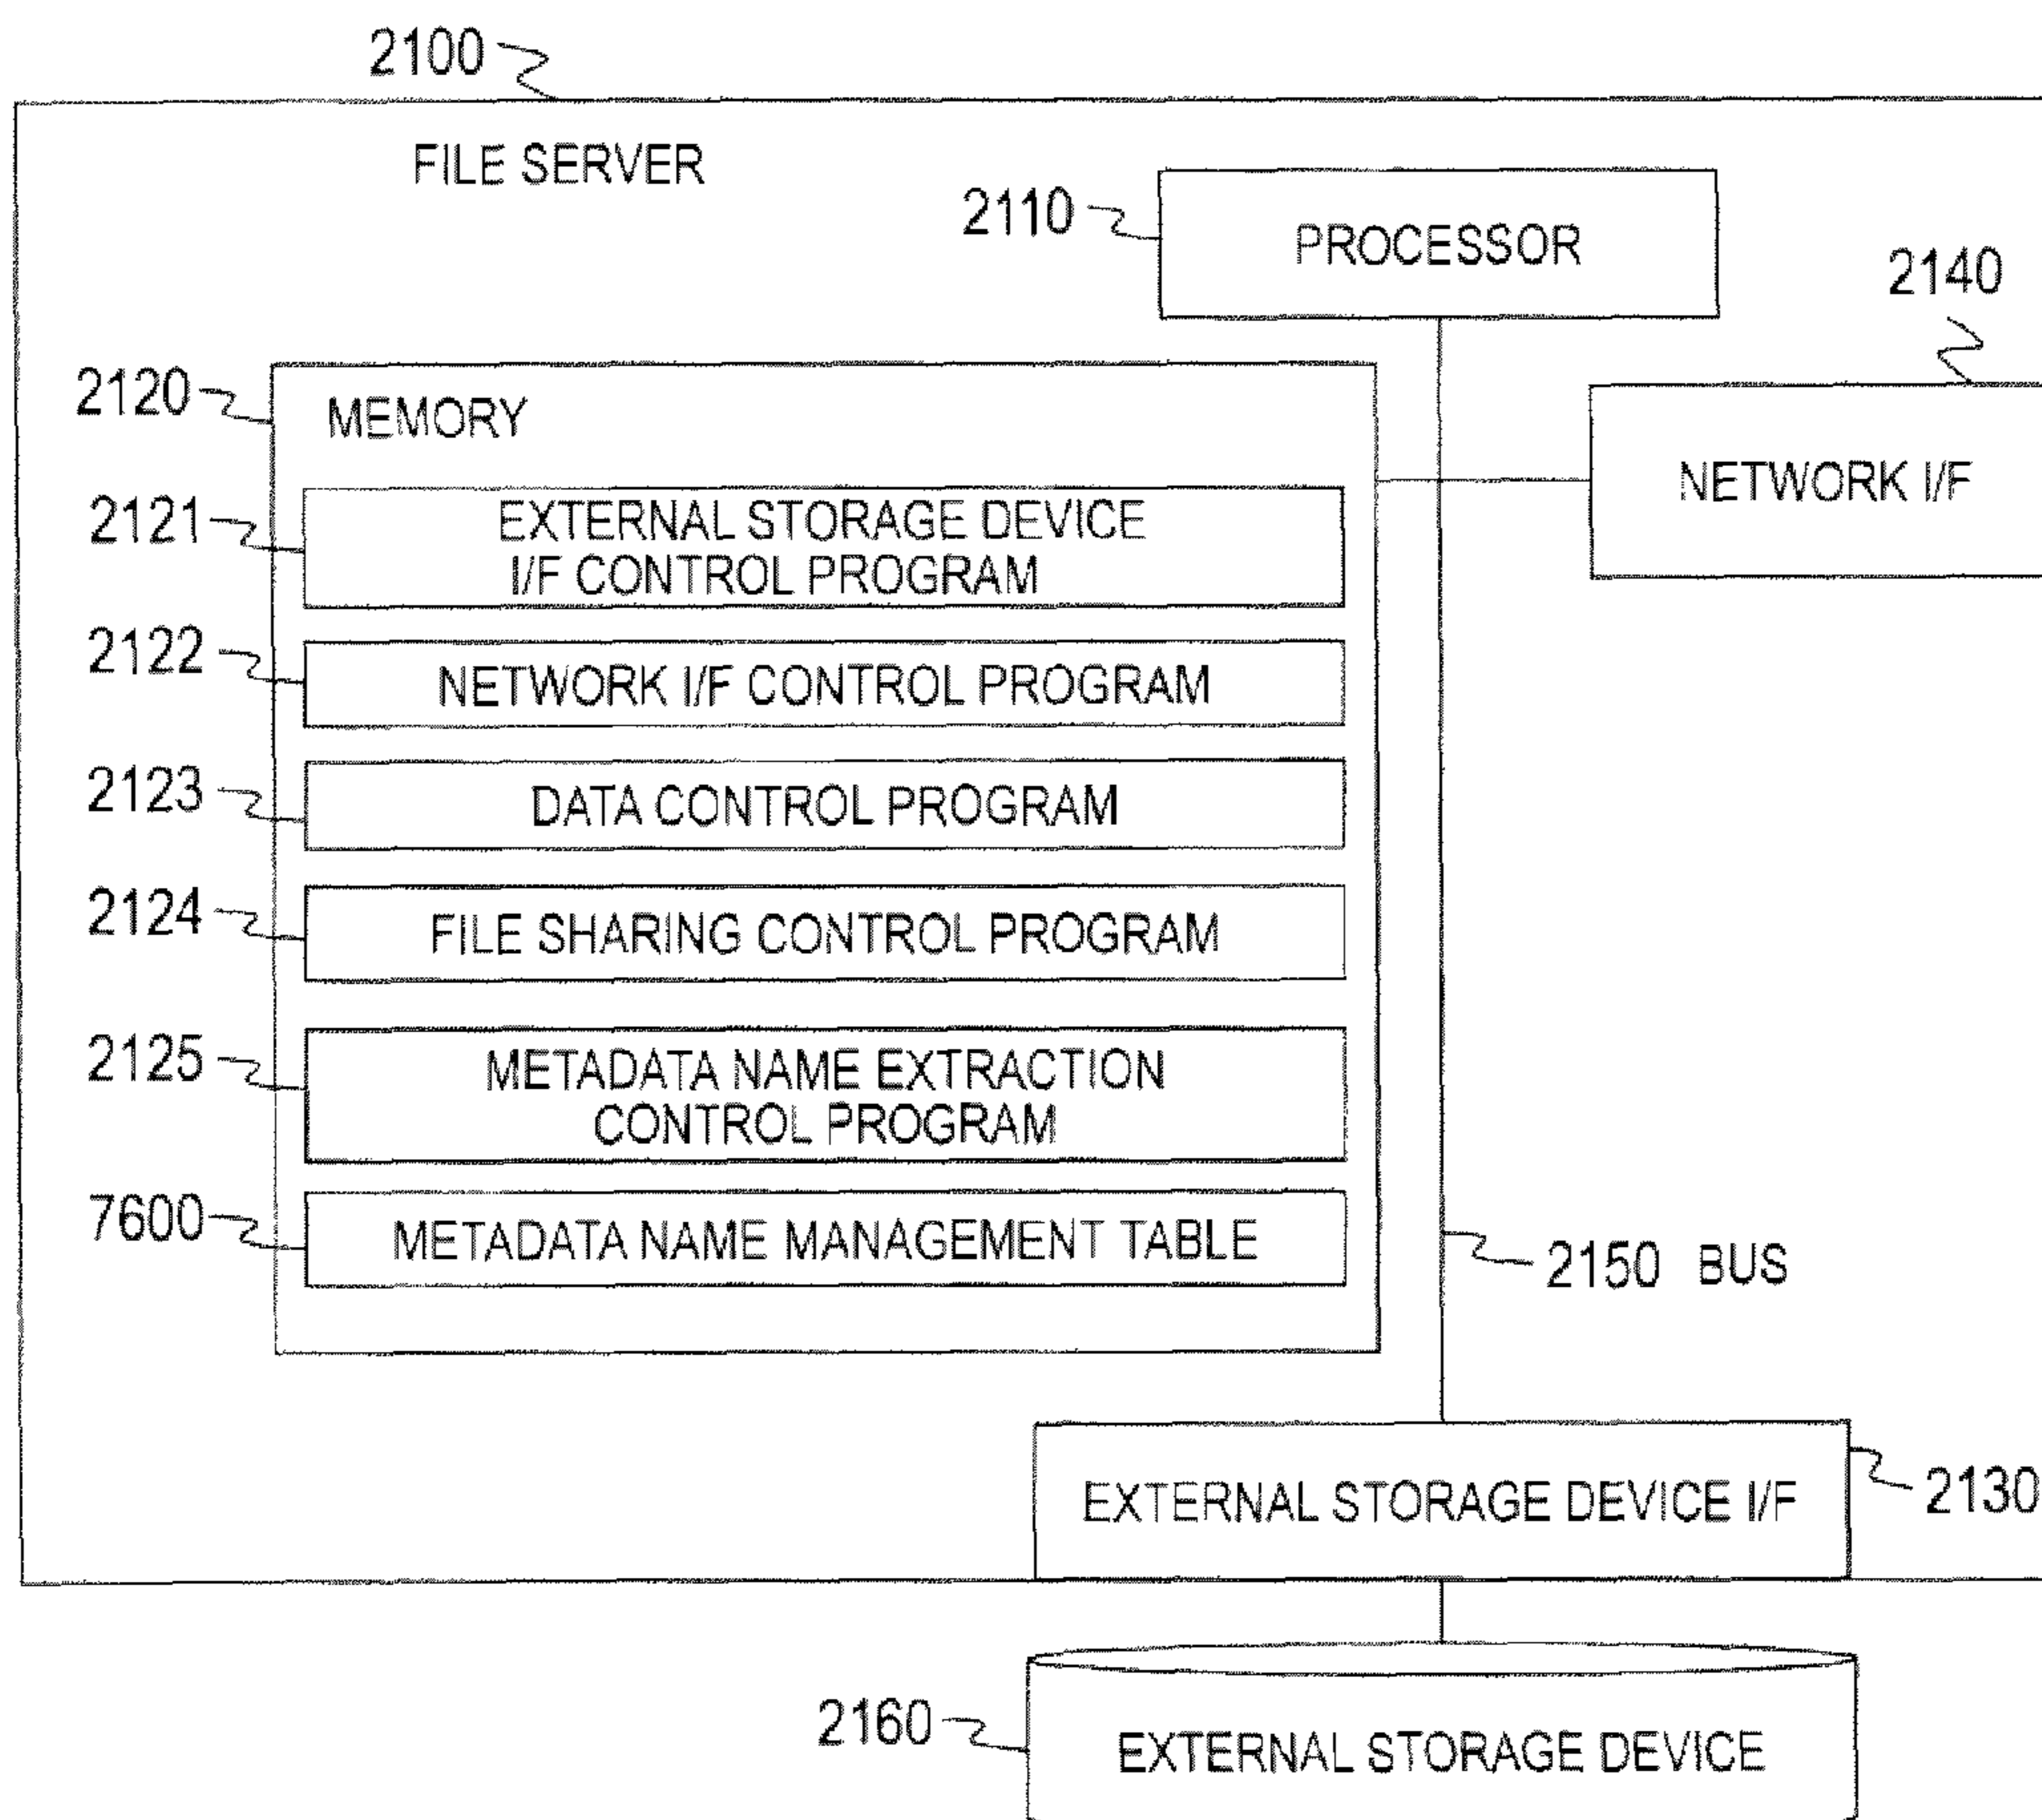 2100
FILE SERVER
2110
PROCESSOR
2140
NETWORK I/F
2120
MEMORY
2121
EXTERNAL STORAGE DEVICE
I/F CONTROL PROGRAM
2122
NETWORK I/F CONTROL PROGRAM
2123
DATA CONTROL PROGRAM
2124
FILE SHARING CONTROL PROGRAM
2125
METADATA NAME EXTRACTION
CONTROL PROGRAM
7600
METADATA NAME MANAGEMENT TABLE
2150 BUS
EXTERNAL STORAGE DEVICE I/F
2130
2160
EXTERNAL STORAGE DEVICE